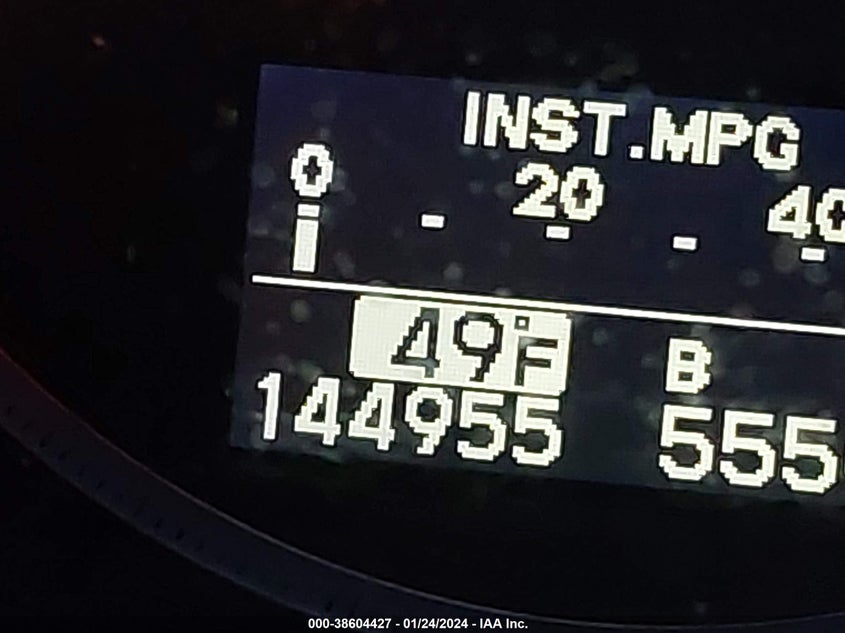 INST.MPG
0 20 40
49°F B
144955 555
000-38604427 - 01/24/2024 - IAA Inc.